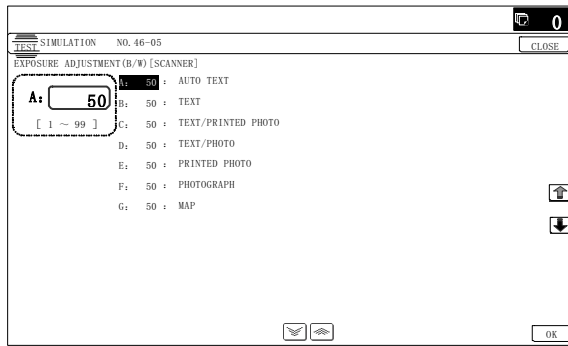 0
TEST SIMULATION NO. 46-05
CLOSE
EXPOSURE ADJUSTMENT(B/W)[SCANNER]
A: 50
[ 1 ～ 99 ]
A: 50 : AUTO TEXT
B: 50 : TEXT
C: 50 : TEXT/PRINTED PHOTO
D: 50 : TEXT/PHOTO
E: 50 : PRINTED PHOTO
F: 50 : PHOTOGRAPH
G: 50 : MAP
OK